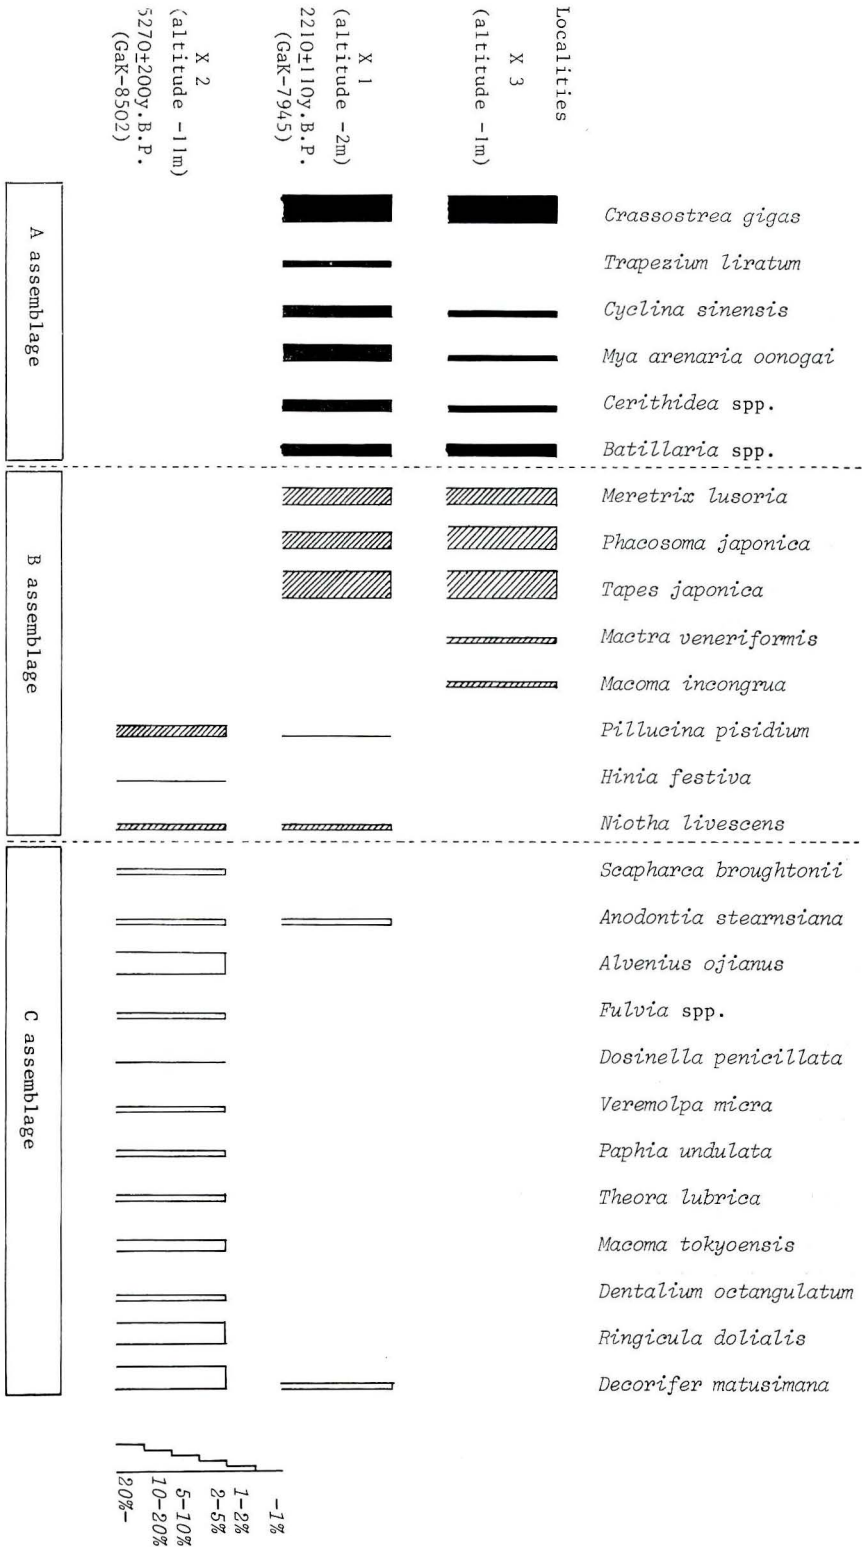 Localities
X 3
(altitude -1m)
X 1
(altitude -2m)
2210±110y.B.P.
(GaK-7945)
X 2
(altitude -11m)
5270±200y.B.P.
(GaK-8502)
Crassostrea gigas
Trapezium liratum
Cyclina sinensis
Mya arenaria oonogai
Cerithidea spp.
Batillaria spp.
Meretrix lusoria
Phacosoma japonica
Tapes japonica
Mactra veneriformis
Macoma incongrua
Pillucina pisidium
Hinia festiva
Niotha livescens
Scapharca broughtonii
Anodontia stearnsiana
Alvenius ojianus
Fulvia spp.
Dosinella penicillata
Veremolpa micra
Paphia undulata
Theora lubrica
Macoma tokyoensis
Dentalium octangulatum
Ringicula dolialis
Decorifer matusimana
A assemblage
B assemblage
C assemblage
-1%
1-2%
2-5%
5-10%
10-20%
20%-